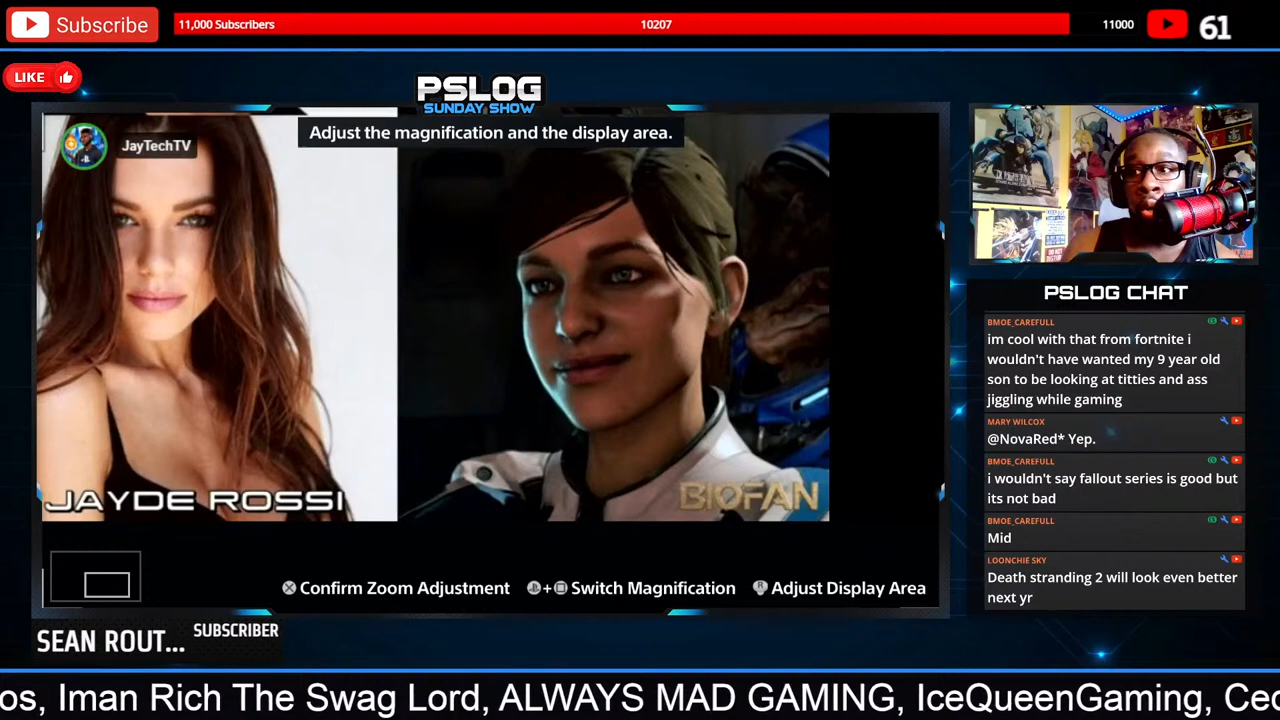 Subscribe
11,000 Subscribers
10207
11000
61
LIKE
PSLOG
SUNDAY SHOW
Adjust the magnification and the display area.
JayTechTV
JAYDE ROSSI
BIOFAN
Confirm Zoom Adjustment
+
Switch Magnification
R
Adjust Display Area
PSLOG CHAT
BMOE_CAREFULL
im cool with that from fortnite i
wouldn't have wanted my 9 year old
son to be looking at titties and ass
jiggling while gaming
MARY WILCOX
@NovaRed* Yep.
BMOE_CAREFULL
i wouldn't say fallout series is good but
its not bad
BMOE_CAREFULL
Mid
LOONCHIE SKY
Death stranding 2 will look even better
next yr
SEAN ROUT...
SUBSCRIBER
os, Iman Rich The Swag Lord, ALWAYS MAD GAMING, IceQueenGaming, Ced